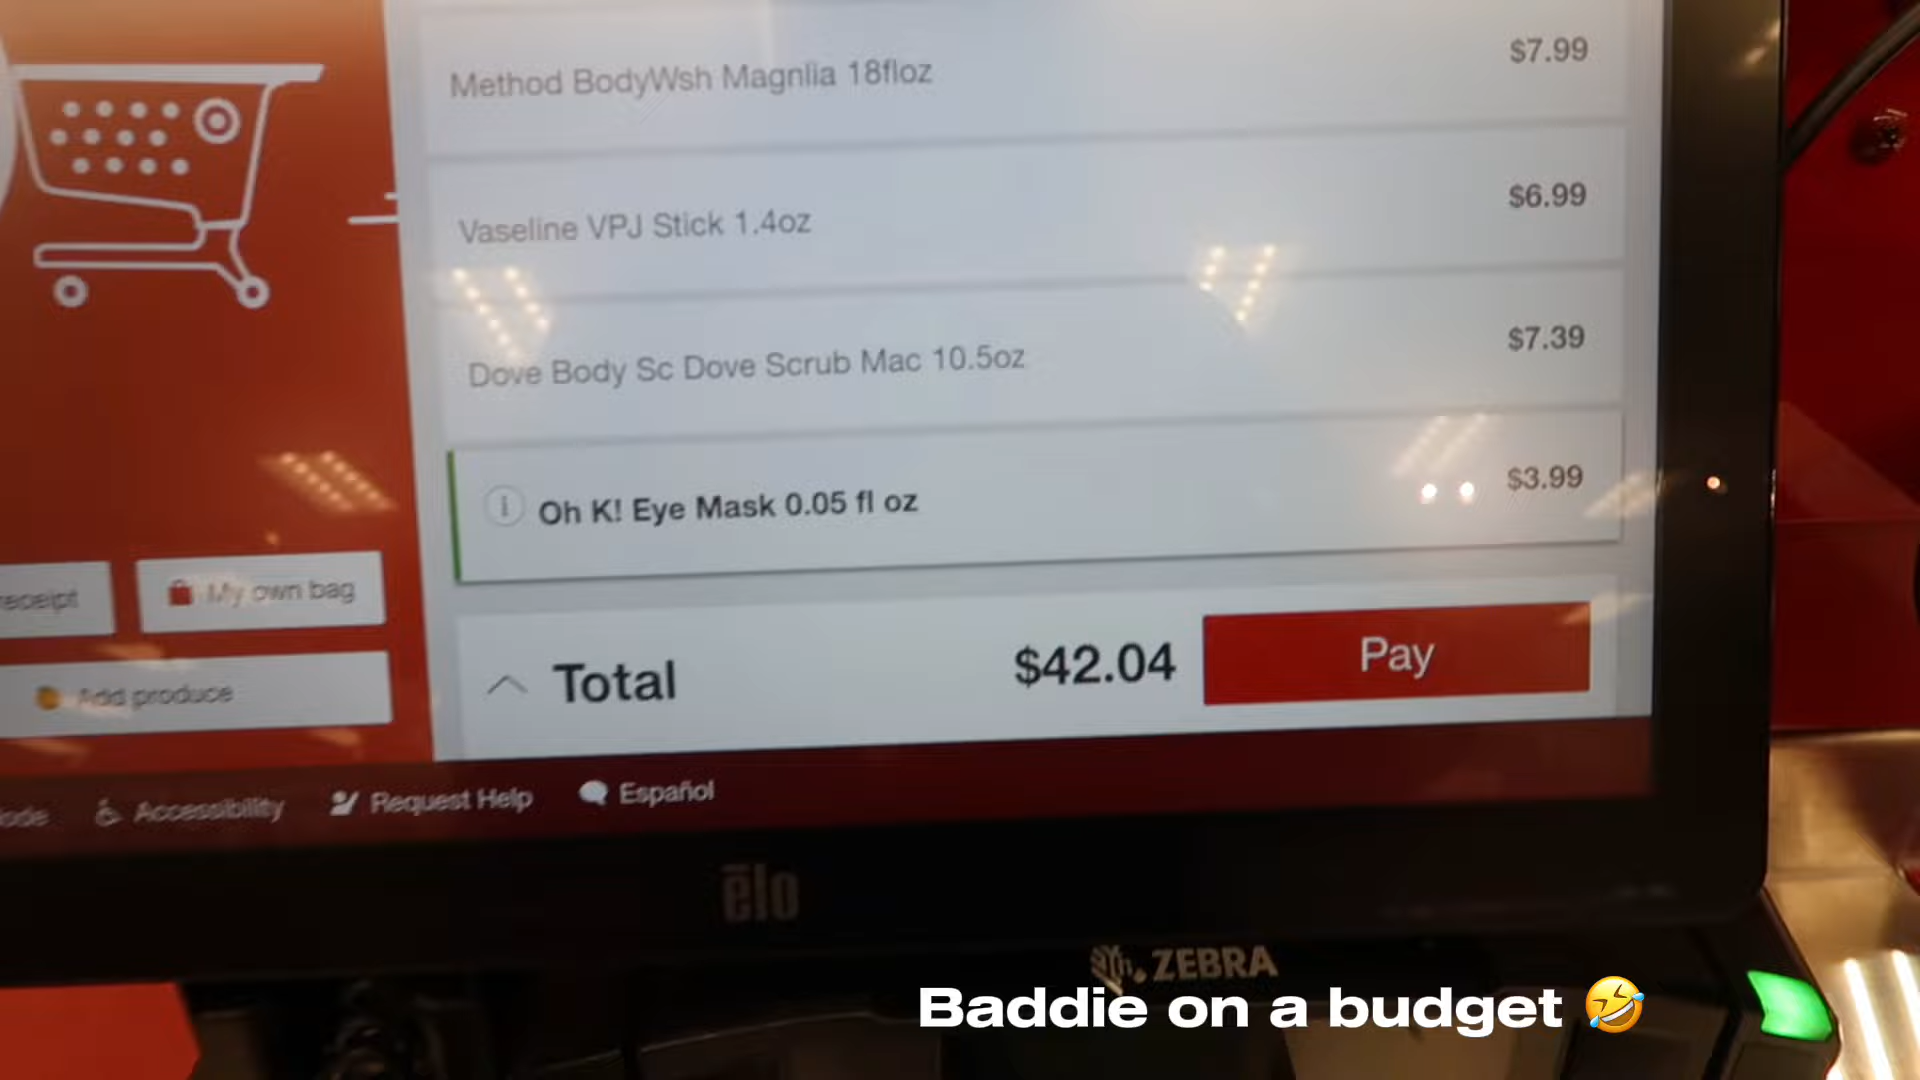 Method BodyWsh Magnlia 18floz $7.99
Vaseline VPJ Stick 1.4oz $6.99
Dove Body Sc Dove Scrub Mac 10.5oz $7.39
Oh K! Eye Mask 0.05 fl oz $3.99
receipt
My own bag
Add produce
Total $42.04 Pay
Accessibility Request Help Español
ēlo
ZEBRA
Baddie on a budget 🤣